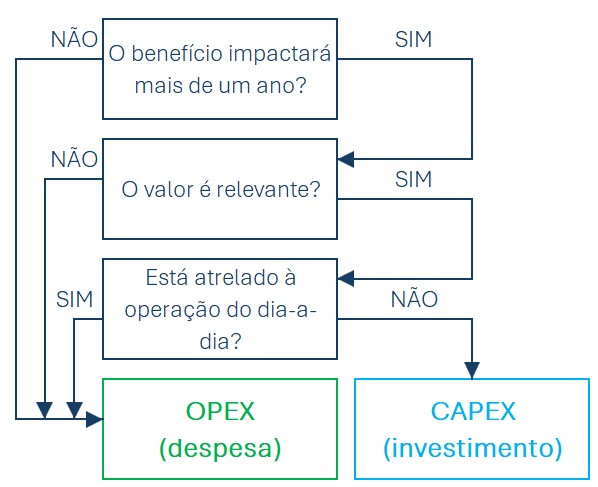 NÃO
SIM
O benefício impactará
mais de um ano?
NÃO
SIM
O valor é relevante?
SIM
NÃO
Está atrelado à
operação do dia-a-
dia?
OPEX
(despesa)
CAPEX
(investimento)